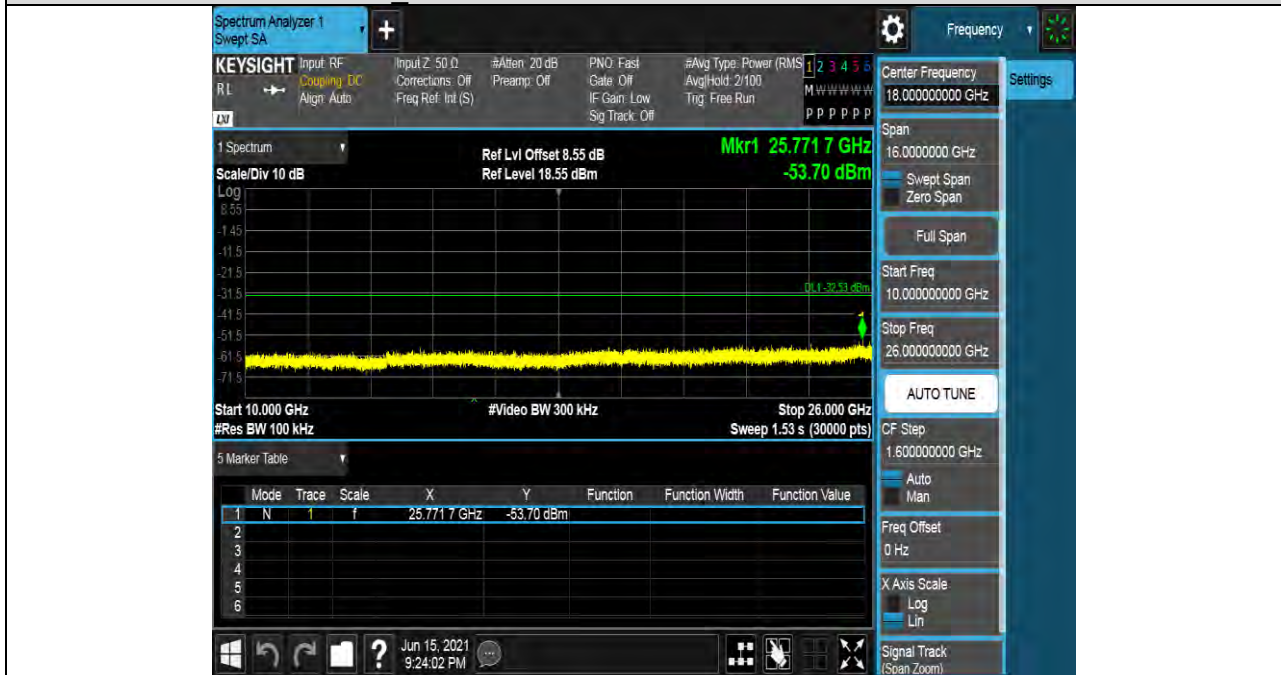 Spectrum Analyzer 1
Swept SA
+
Frequency
KEYSIGHT
RL
LXI
Input: RF
Coupling: DC
Align: Auto
Input Z: 50 Ω
Corrections: Off
Freq Ref: Int (S)
#Atten: 20 dB
Preamp: Off
PNO: Fast
Gate: Off
IF Gain: Low
Sig Track: Off
#Avg Type: Power (RMS
Avg|Hold: 2/100
Trig: Free Run
1 2 3 4 5 6
M W W W W W
P P P P P P
1 Spectrum
Scale/Div 10 dB
Ref Lvl Offset 8.55 dB
Ref Level 18.55 dBm
Mkr1 25.771 7 GHz
-53.70 dBm
Log
8.55
-1.45
-11.5
-21.5
-31.5
-41.5
-51.5
-61.5
-71.5
DL1 -32.53 dBm
1
Start 10.000 GHz
#Res BW 100 kHz
#Video BW 300 kHz
Stop 26.000 GHz
Sweep 1.53 s (30000 pts)
5 Marker Table
Mode Trace Scale X Y Function Function Width Function Value
1 N 1 f 25.771 7 GHz -53.70 dBm
2
3
4
5
6
?
Jun 15, 2021
9:24:02 PM
Center Frequency
18.000000000 GHz
Settings
Span
16.0000000 GHz
Swept Span
Zero Span
Full Span
Start Freq
10.000000000 GHz
Stop Freq
26.000000000 GHz
AUTO TUNE
CF Step
1.600000000 GHz
Auto
Man
Freq Offset
0 Hz
X Axis Scale
Log
Lin
Signal Track
(Span Zoom)